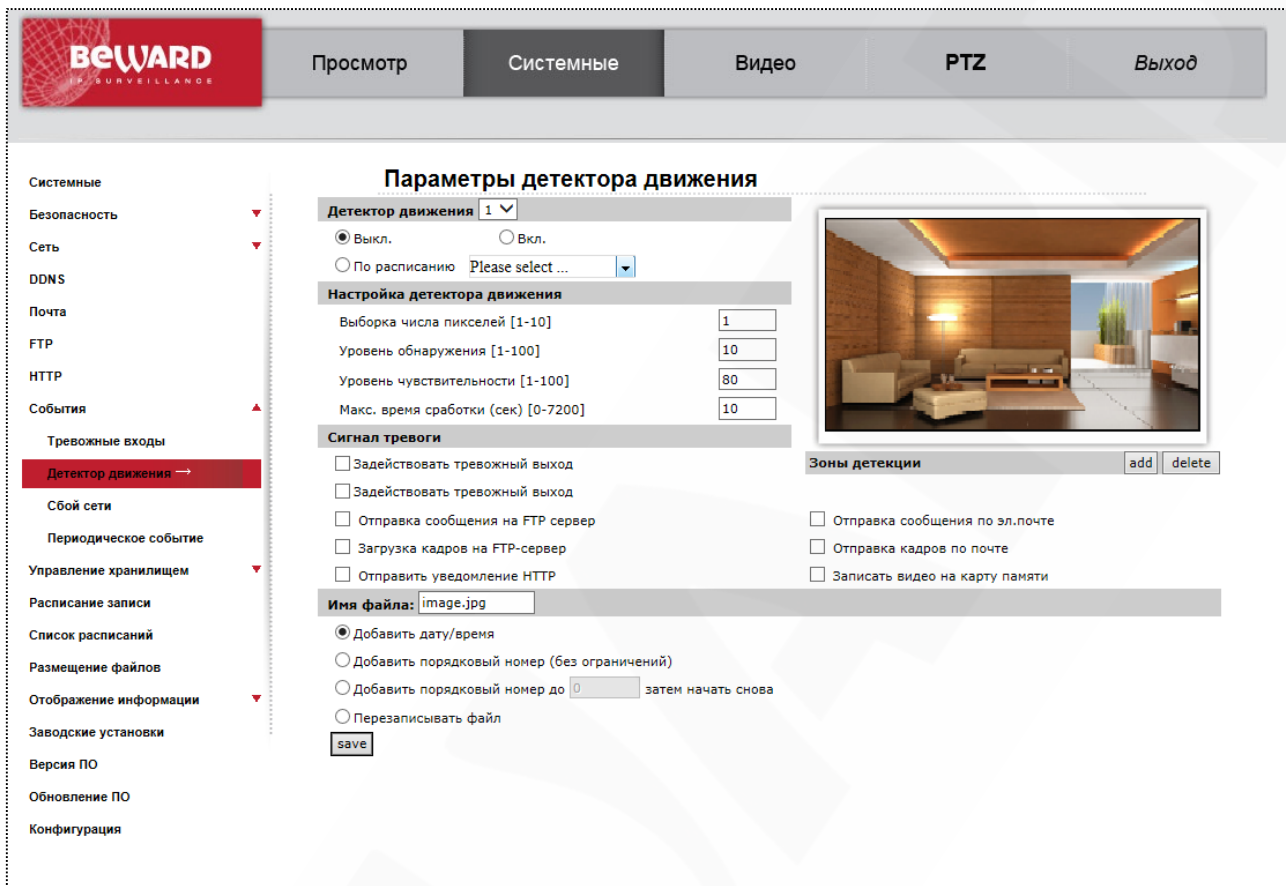 BEWARD
IP SURVEILLANCE
Просмотр
Системные
Видео
PTZ
Выход
Системные
Безопасность
Сеть
DDNS
Почта
FTP
HTTP
События
Тревожные входы
Детектор движения →
Сбой сети
Периодическое событие
Управление хранилищем
Расписание записи
Список расписаний
Размещение файлов
Отображение информации
Заводские установки
Версия ПО
Обновление ПО
Конфигурация
Параметры детектора движения
Детектор движения 1
Выкл. Вкл.
По расписанию Please select ...
Настройка детектора движения
Выборка числа пикселей [1-10] 1
Уровень обнаружения [1-100] 10
Уровень чувствительности [1-100] 80
Макс. время сработки (сек) [0-7200] 10
Зоны детекции add delete
Сигнал тревоги
Задействовать тревожный выход
Задействовать тревожный выход
Отправка сообщения на FTP сервер Отправка сообщения по эл.почте
Загрузка кадров на FTP-сервер Отправка кадров по почте
Отправить уведомление HTTP Записать видео на карту памяти
Имя файла: image.jpg
Добавить дату/время
Добавить порядковый номер (без ограничений)
Добавить порядковый номер до 0 затем начать снова
Перезаписывать файл
save